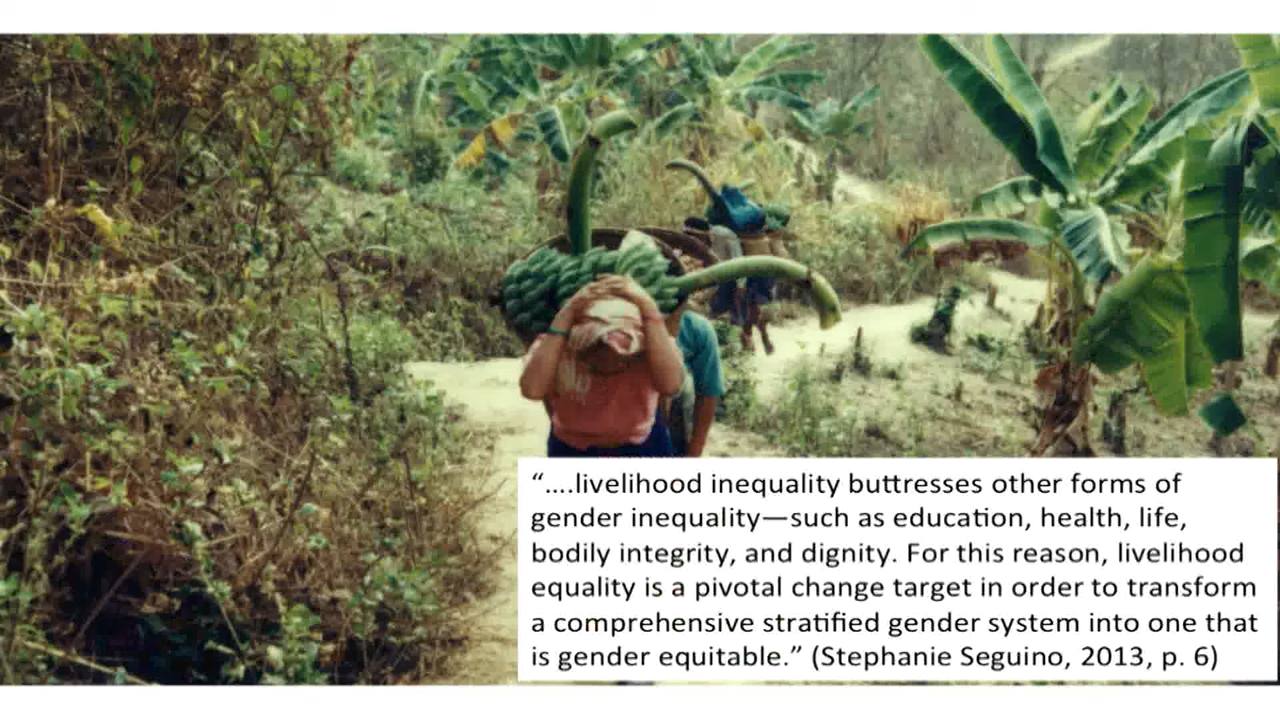 “....livelihood inequality buttresses other forms of
gender inequality—such as education, health, life,
bodily integrity, and dignity. For this reason, livelihood
equality is a pivotal change target in order to transform
a comprehensive stratified gender system into one that
is gender equitable.” (Stephanie Seguino, 2013, p. 6)